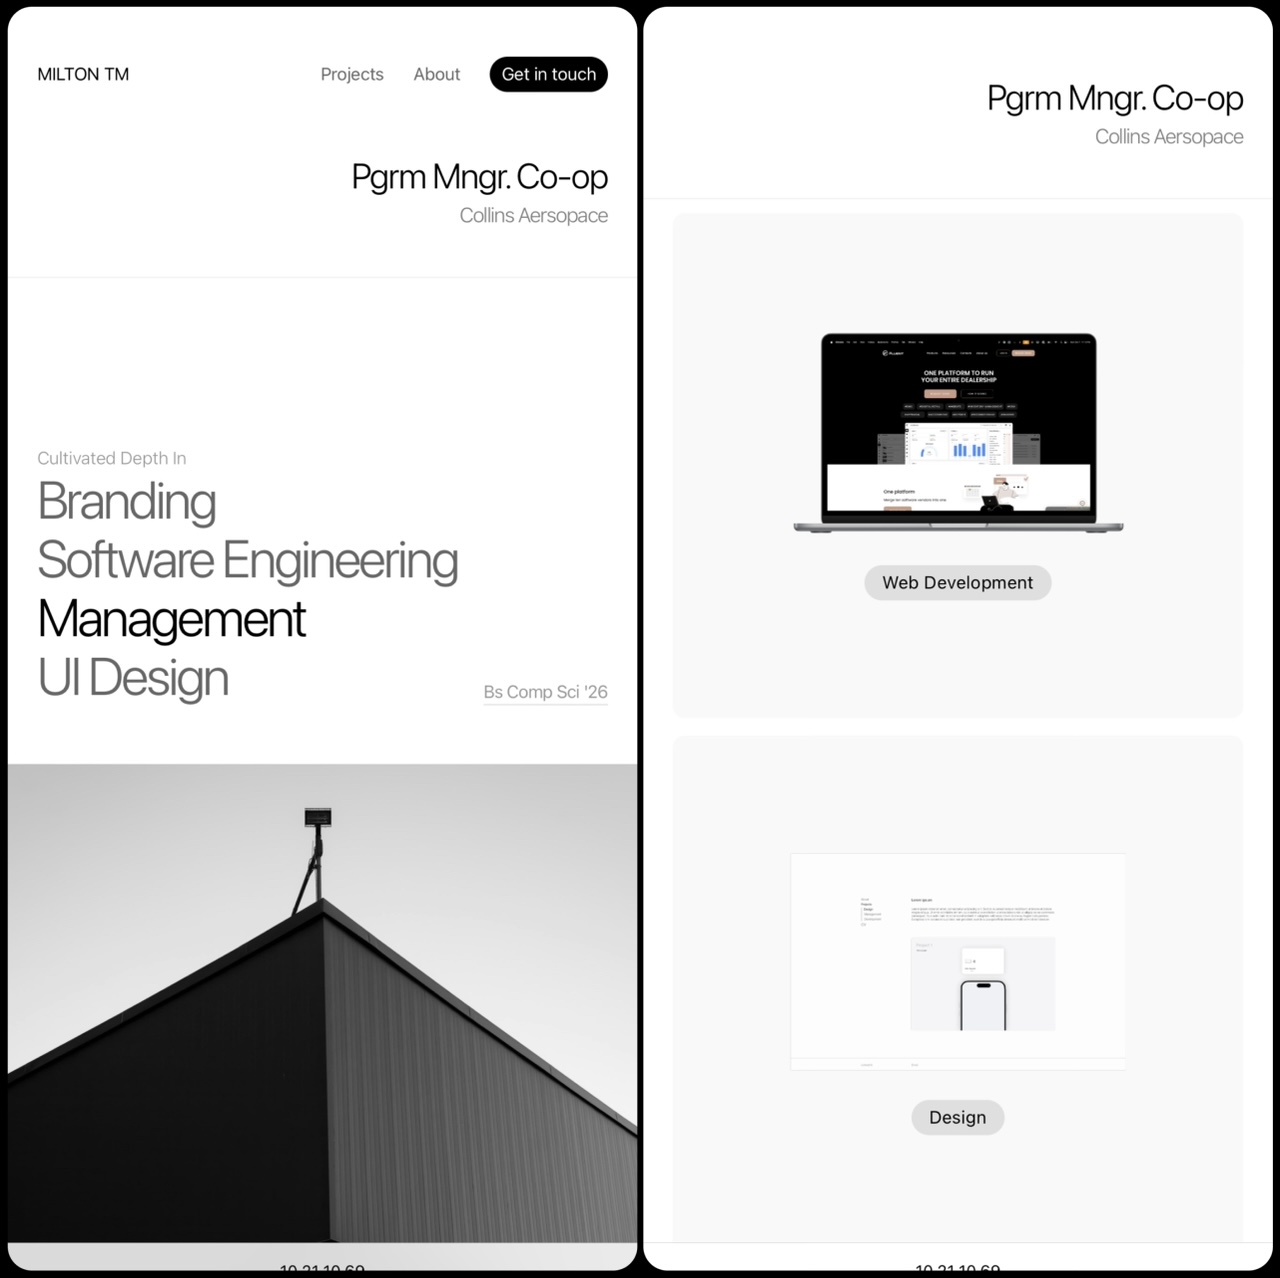 MILTON TM
Projects
About
Get in touch
Pgrm Mngr. Co-op
Collins Aersopace
Cultivated Depth In
Branding
Software Engineering
Management
UI Design
Bs Comp Sci '26
Pgrm Mngr. Co-op
Collins Aersopace
ONE PLATFORM TO RUN
YOUR ENTIRE DEALERSHIP
One platform
Web Development
Design